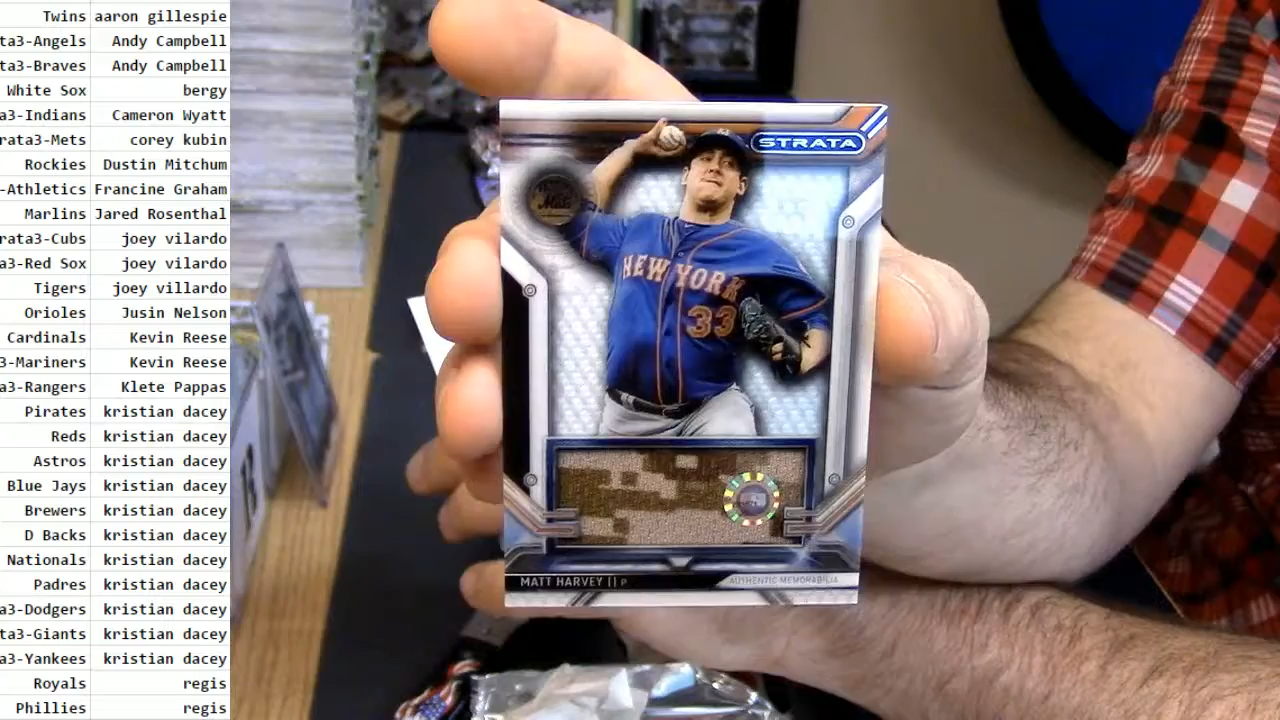 Twins aaron gillespie
ta3-Angels Andy Campbell
ta3-Braves Andy Campbell
White Sox bergy
a3-Indians Cameron Wyatt
rata3-Mets corey kubin
Rockies Dustin Mitchum
-Athletics Francine Graham
Marlins Jared Rosenthal
rata3-Cubs joey vilardo
a3-Red Sox joey vilardo
Tigers joey villardo
Orioles Jusin Nelson
Cardinals Kevin Reese
3-Mariners Kevin Reese
a3-Rangers Klete Pappas
Pirates kristian dacey
Reds kristian dacey
Astros kristian dacey
Blue Jays kristian dacey
Brewers kristian dacey
D Backs kristian dacey
Nationals kristian dacey
Padres kristian dacey
a3-Dodgers kristian dacey
ta3-Giants kristian dacey
a3-Yankees kristian dacey
Royals regis
Phillies regis
STRATA
Mets
NEW YORK
33
MATT HARVEY || P
AUTHENTIC MEMORABILIA